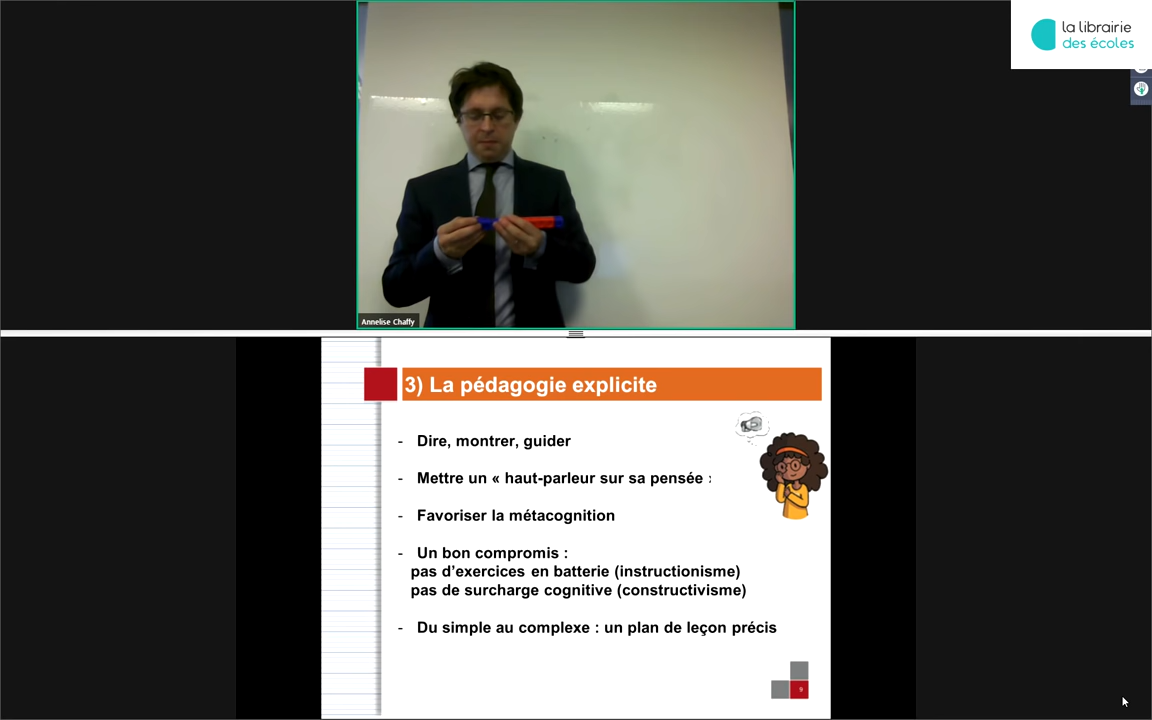 la librairie
des écoles
Annelise Chaffy
3) La pédagogie explicite
- Dire, montrer, guider
- Mettre un « haut-parleur sur sa pensée :
- Favoriser la métacognition
- Un bon compromis :
pas d’exercices en batterie (instructionisme)
pas de surcharge cognitive (constructivisme)
- Du simple au complexe : un plan de leçon précis
9